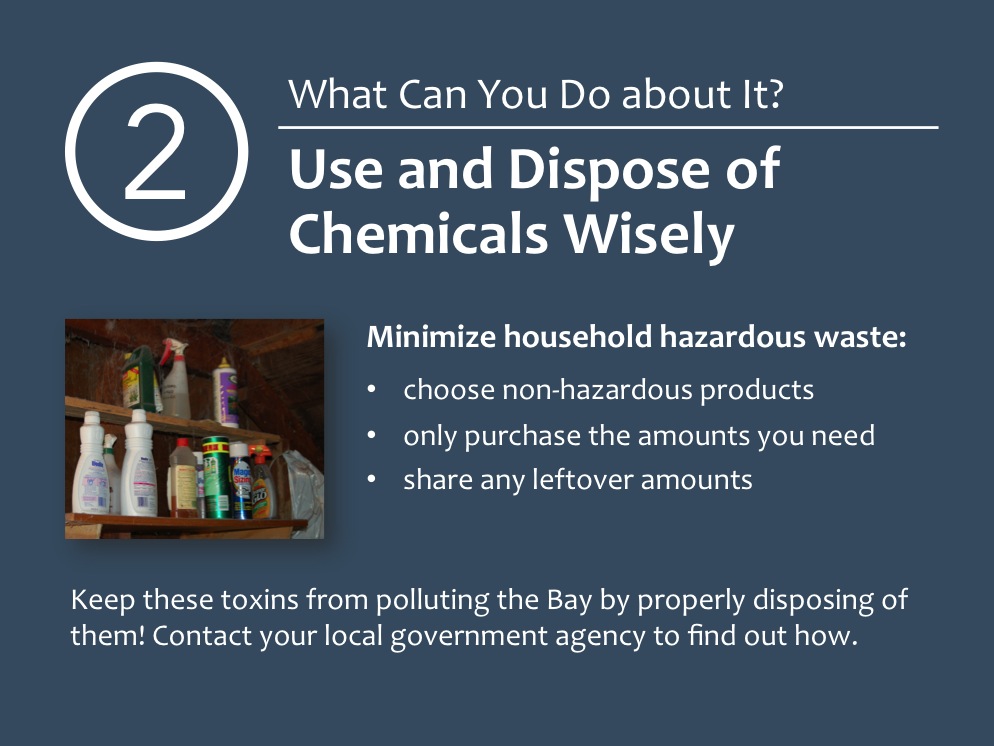 2
What Can You Do about It?
Use and Dispose of
Chemicals Wisely
Minimize household hazardous waste:
• choose non-hazardous products
• only purchase the amounts you need
• share any leftover amounts
Keep these toxins from polluting the Bay by properly disposing of
them! Contact your local government agency to find out how.